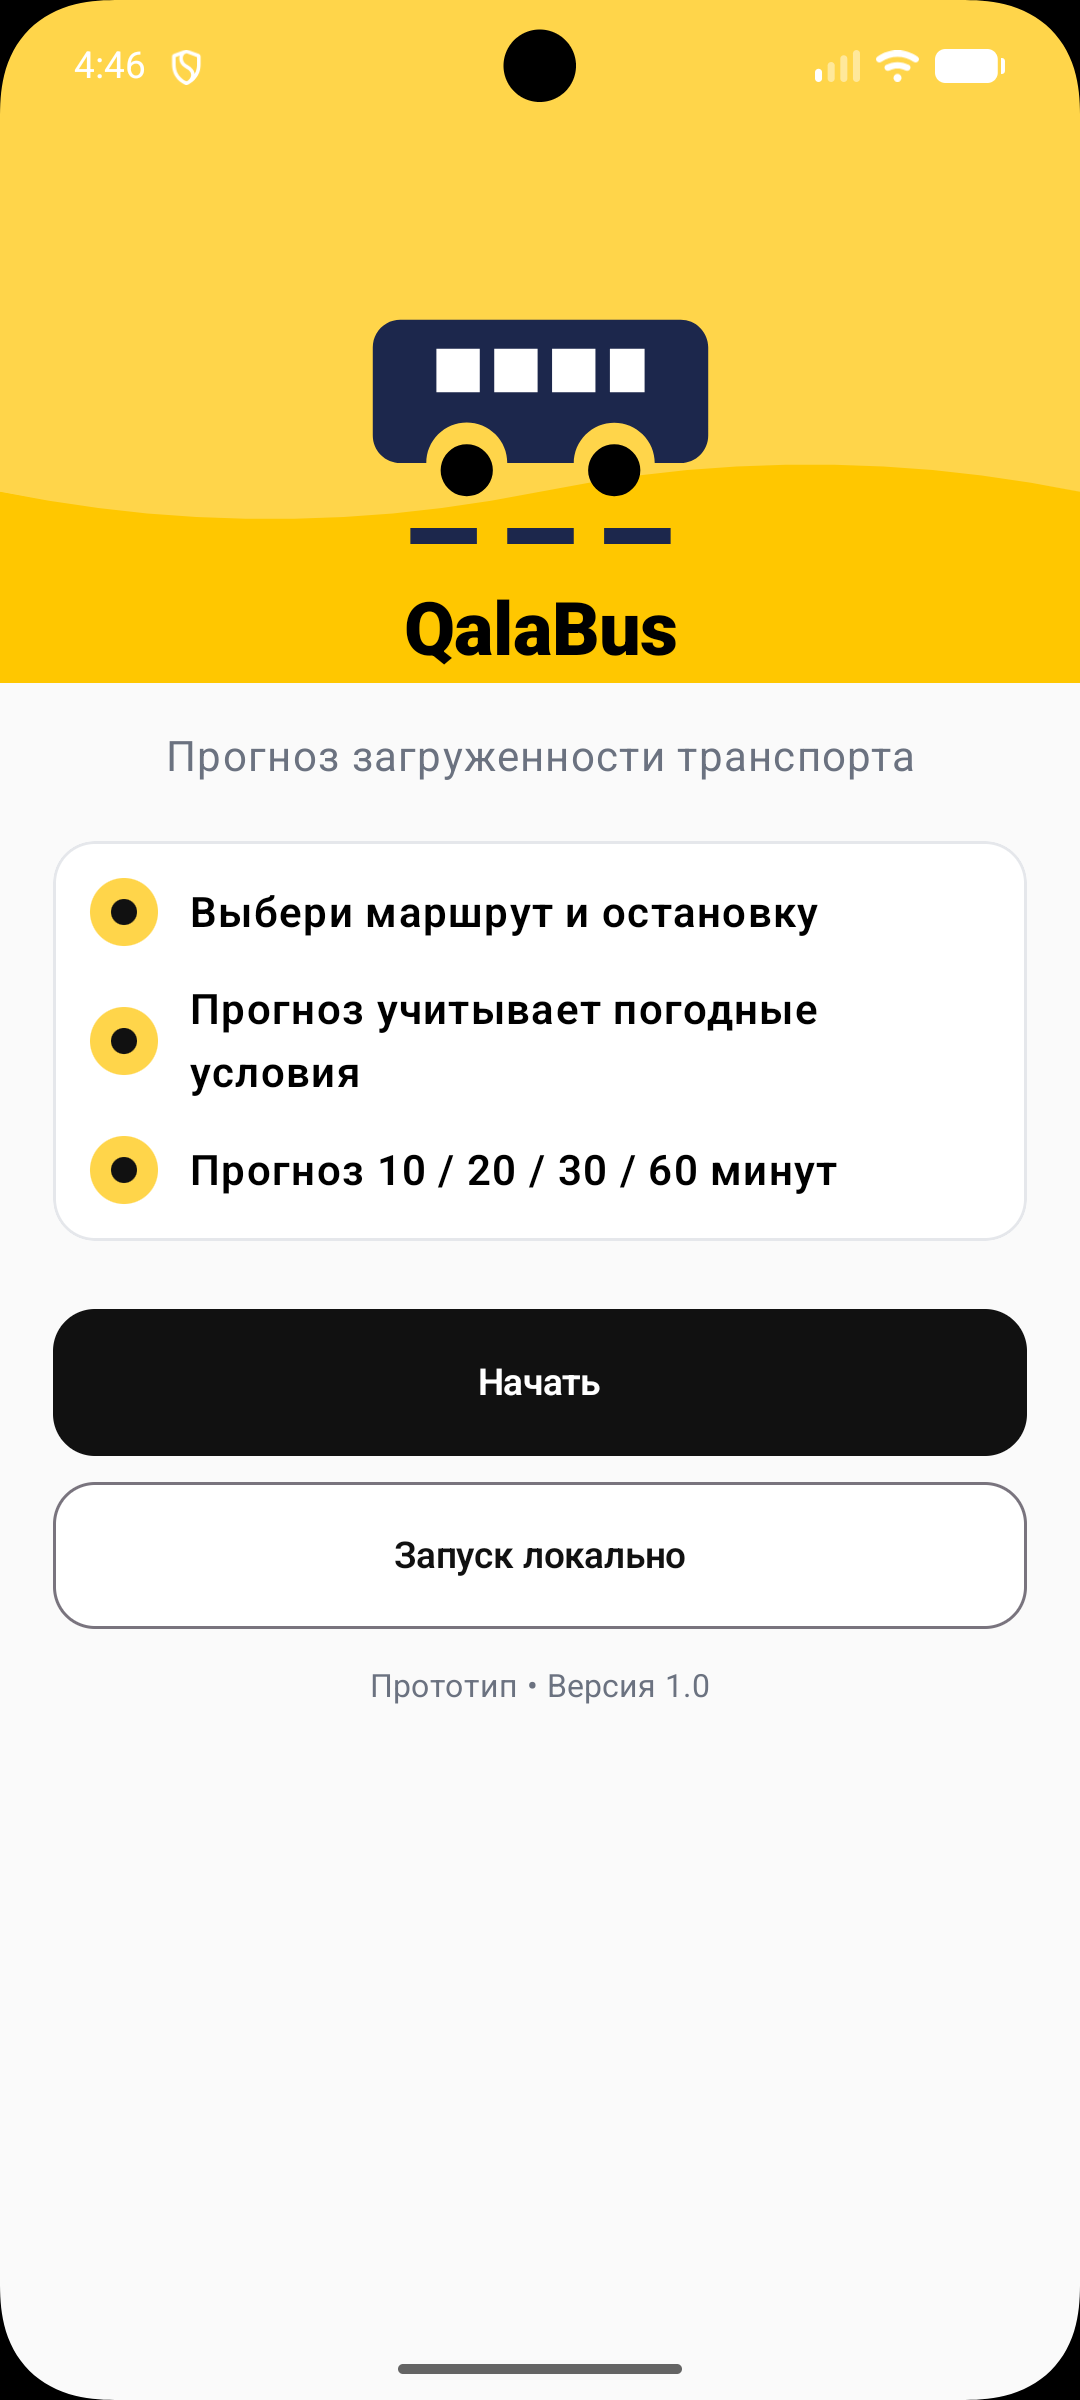 4:46
QalaBus
Прогноз загруженности транспорта
Выбери маршрут и остановку
Прогноз учитывает погодные
условия
Прогноз 10 / 20 / 30 / 60 минут
Начать
Запуск локально
Прототип • Версия 1.0